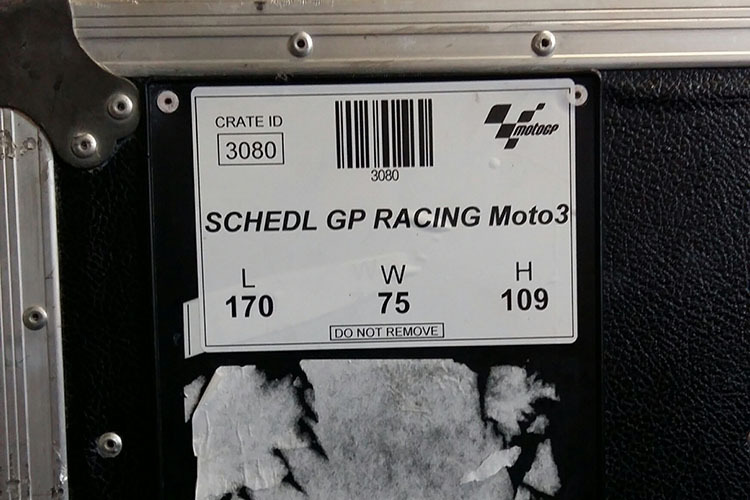 CRATE ID
3080
3080
MotoGP
SCHEDL GP RACING Moto3
L W H
170 75 109
DO NOT REMOVE